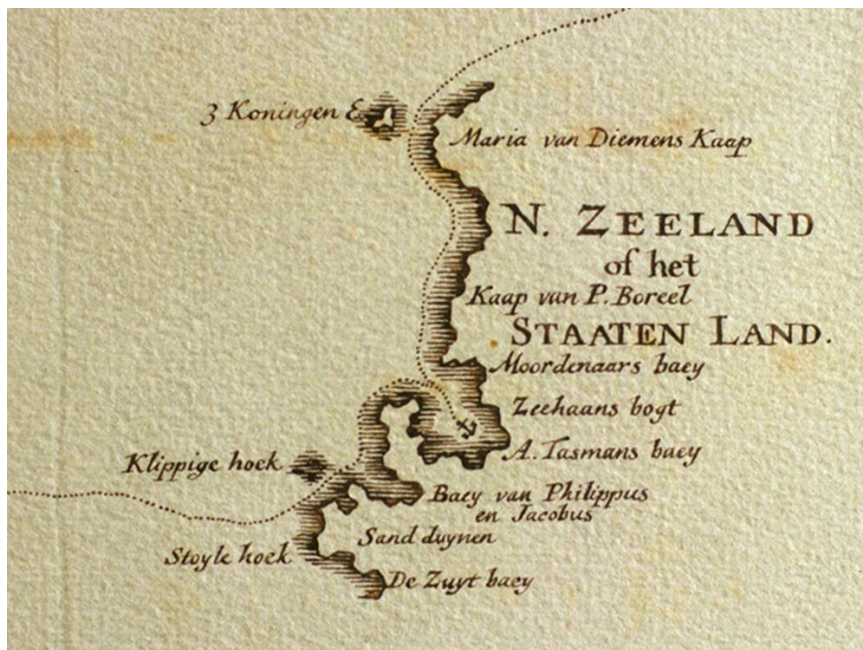 3 Koningen E.
Maria van Diemens Kaap
N. ZEELAND
of het
Kaap van P. Boreel
STAATEN LAND.
Moordenaars baey
Zeehaans bogt
A. Tasmans baey
Klippige hoek
Baey van Philippus
en Jacobus
Sand duynen
Stoyle hoek
De Zuyt baey